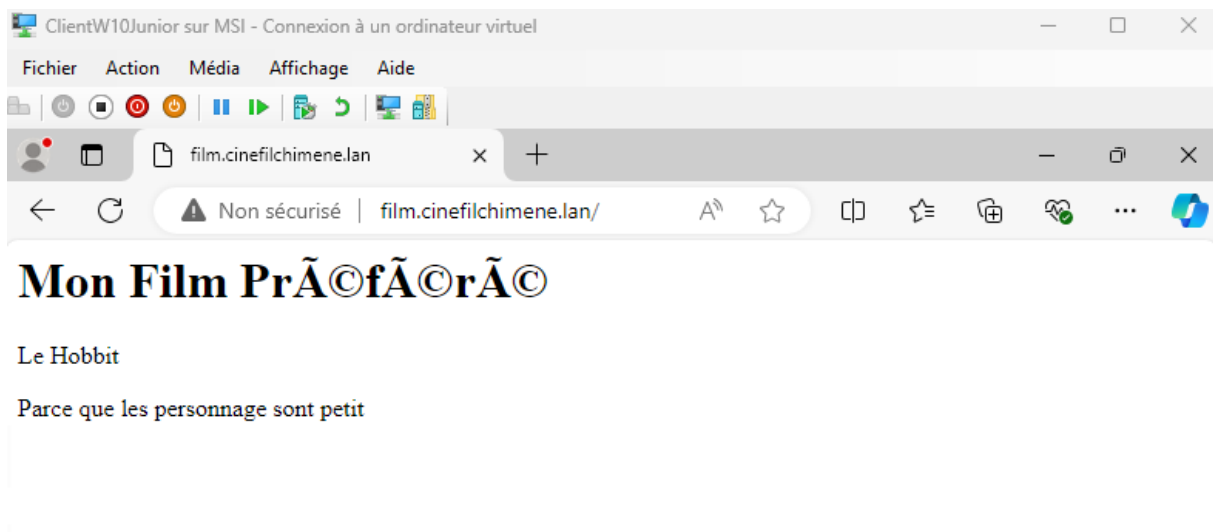 ClientW10Junior sur MSI - Connexion à un ordinateur virtuel
Fichier Action Média Affichage Aide
film.cinefilchimene.lan
Non sécurisé | film.cinefilchimene.lan/
Mon Film PrÃ©fÃ©rÃ©
Le Hobbit
Parce que les personnage sont petit